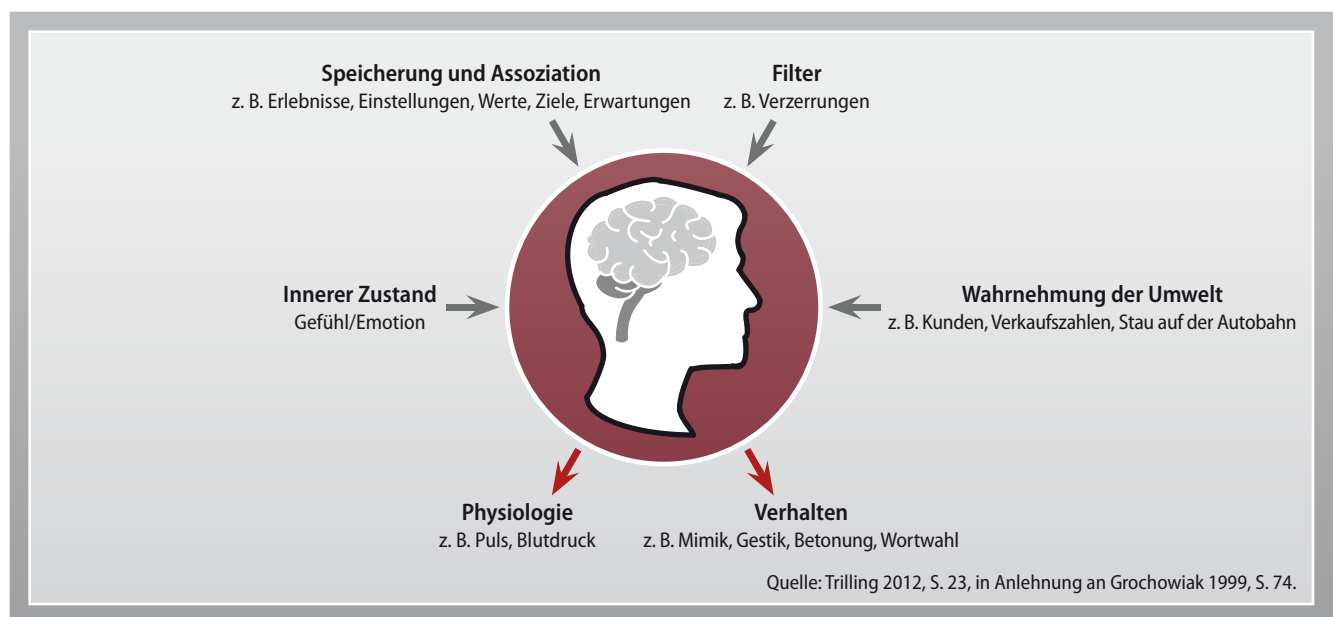 Speicherung und Assoziation
z. B. Erlebnisse, Einstellungen, Werte, Ziele, Erwartungen
Filter
z. B. Verzerrungen
Innerer Zustand
Gefühl/Emotion
Wahrnehmung der Umwelt
z. B. Kunden, Verkaufszahlen, Stau auf der Autobahn
Physiologie
z. B. Puls, Blutdruck
Verhalten
z. B. Mimik, Gestik, Betonung, Wortwahl
Quelle: Trilling 2012, S. 23, in Anlehnung an Grochowiak 1999, S. 74.